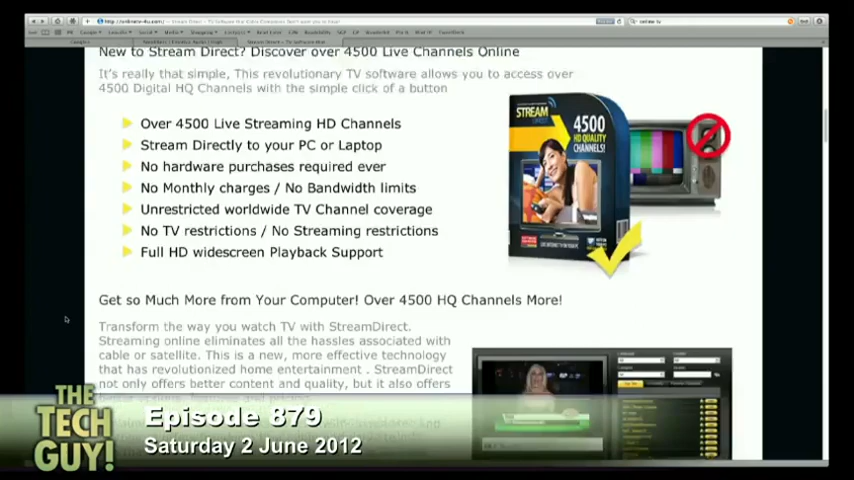 New to Stream Direct? Discover over 4500 Live Channels Online
It's really that simple, This revolutionary TV software allows you to access over
4500 Digital HQ Channels with the simple click of a button
Over 4500 Live Streaming HD Channels
Stream Directly to your PC or Laptop
No hardware purchases required ever
No Monthly charges / No Bandwidth limits
Unrestricted worldwide TV Channel coverage
No TV restrictions / No Streaming restrictions
Full HD widescreen Playback Support
STREAM
4500
HD QUALITY
CHANNELS!
Get so Much More from Your Computer! Over 4500 HQ Channels More!
Transform the way you watch TV with StreamDirect.
Streaming online eliminates all the hassles associated with
cable or satellite. This is a new, more effective technology
that has revolutionized home entertainment . StreamDirect
not only offers better content and quality, but it also offers
THE
TECH
GUY!
Episode 879
Saturday 2 June 2012